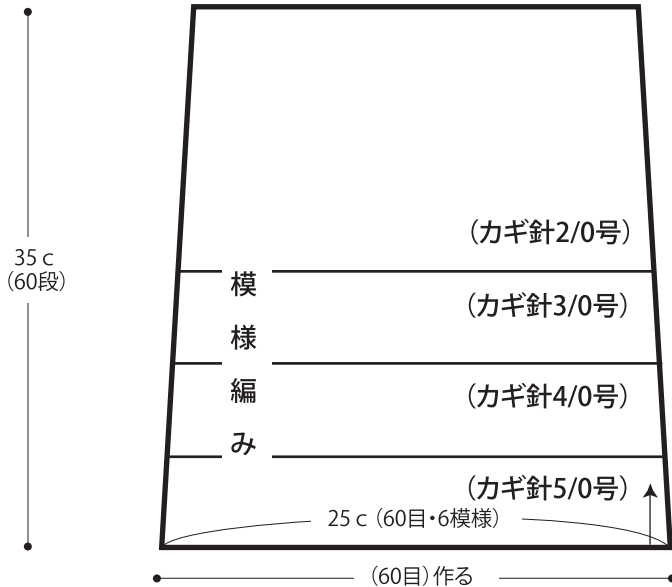 (カギ針2/0号)
35c
(60段)
模様編み
(カギ針3/0号)
(カギ針4/0号)
(カギ針5/0号)
25c(60目・6模様)
(60目)作る